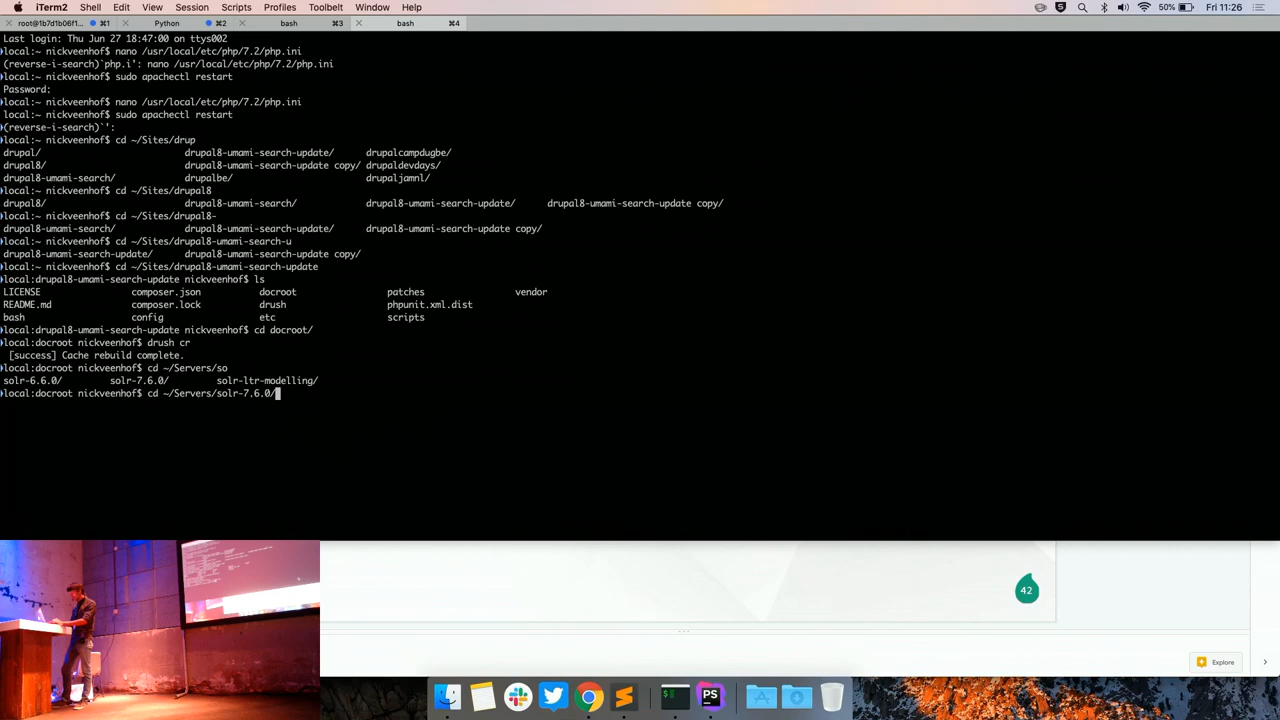 iTerm2 Shell Edit View Session Scripts Profiles Toolbelt Window Help 50% Fri 11:26
root@1b7d1b06f1... ⌘1 Python ⌘2 bash ⌘3 bash ⌘4
Last login: Thu Jun 27 18:47:00 on ttys002
local:~ nickveenhof$ nano /usr/local/etc/php/7.2/php.ini
(reverse-i-search)`php.i': nano /usr/local/etc/php/7.2/php.ini
local:~ nickveenhof$ sudo apachectl restart
Password:
local:~ nickveenhof$ nano /usr/local/etc/php/7.2/php.ini
local:~ nickveenhof$ sudo apachectl restart
(reverse-i-search)`':
local:~ nickveenhof$ cd ~/Sites/drup
drupal/ drupal8-umami-search-update/ drupalcampdugbe/
drupal8/ drupal8-umami-search-update copy/ drupaldevdays/
drupal8-umami-search/ drupalbe/ drupaljamnl/
local:~ nickveenhof$ cd ~/Sites/drupal8
drupal8/ drupal8-umami-search/ drupal8-umami-search-update/ drupal8-umami-search-update copy/
local:~ nickveenhof$ cd ~/Sites/drupal8-
drupal8-umami-search/ drupal8-umami-search-update/ drupal8-umami-search-update copy/
local:~ nickveenhof$ cd ~/Sites/drupal8-umami-search-u
drupal8-umami-search-update/ drupal8-umami-search-update copy/
local:~ nickveenhof$ cd ~/Sites/drupal8-umami-search-update
local:drupal8-umami-search-update nickveenhof$ ls
LICENSE composer.json docroot patches vendor
README.md composer.lock drush phpunit.xml.dist
bash config etc scripts
local:drupal8-umami-search-update nickveenhof$ cd docroot/
local:docroot nickveenhof$ drush cr
[success] Cache rebuild complete.
local:docroot nickveenhof$ cd ~/Servers/so
solr-6.6.0/ solr-7.6.0/ solr-ltr-modelling/
local:docroot nickveenhof$ cd ~/Servers/solr-7.6.0/
42
Explore
PS